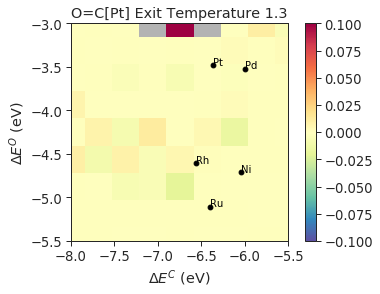 O=C[Pt] Exit Temperature 1.3
−3.0
−3.5
−4.0
−4.5
−5.0
−5.5
ΔE^O (eV)
Pt
Pd
Rh
Ni
Ru
−8.0 −7.5 −7.0 −6.5 −6.0 −5.5
ΔE^C (eV)
0.100
0.075
0.050
0.025
0.000
−0.025
−0.050
−0.075
−0.100